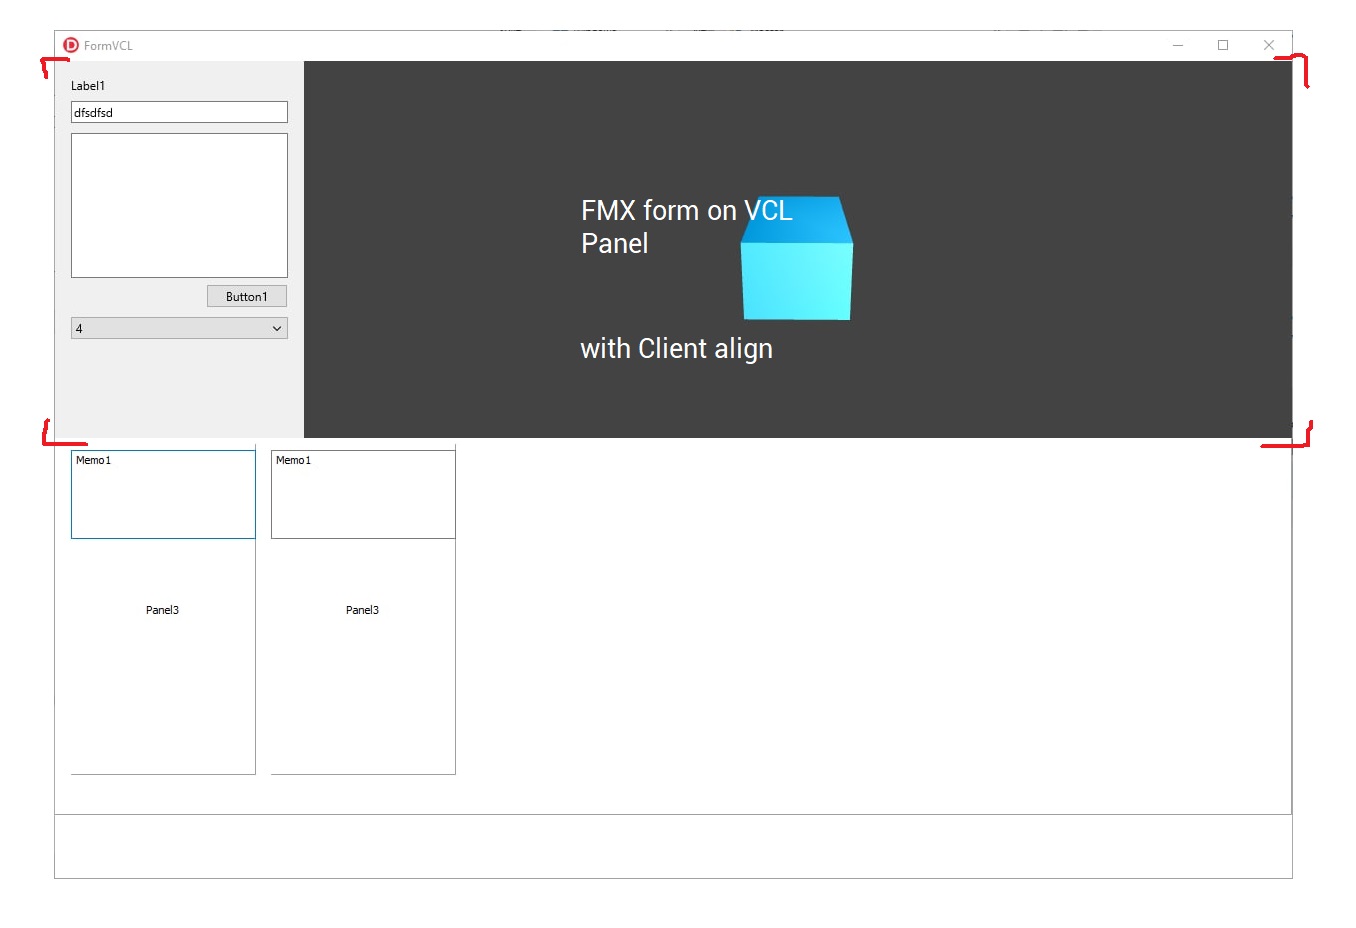 FormVCL
Label1
dfsdfsd
Button1
4
FMX form on VCL
Panel
with Client align
Memo1
Memo1
Panel3
Panel3